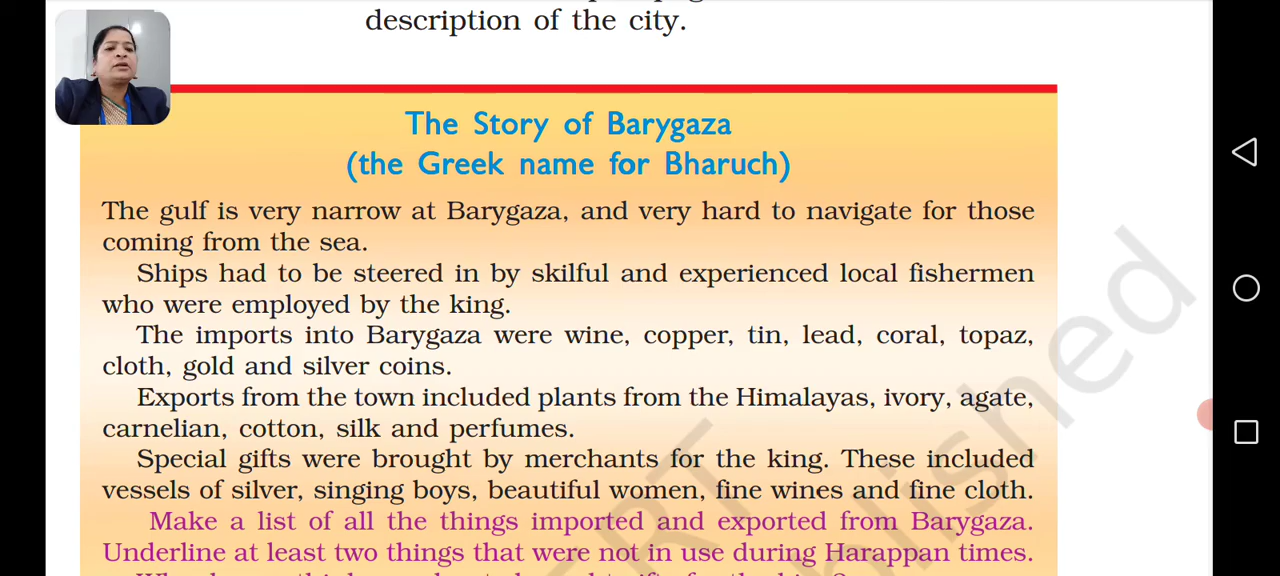 description of the city.
The Story of Barygaza
(the Greek name for Bharuch)
The gulf is very narrow at Barygaza, and very hard to navigate for those
coming from the sea.
Ships had to be steered in by skilful and experienced local fishermen
who were employed by the king.
The imports into Barygaza were wine, copper, tin, lead, coral, topaz,
cloth, gold and silver coins.
Exports from the town included plants from the Himalayas, ivory, agate,
carnelian, cotton, silk and perfumes.
Special gifts were brought by merchants for the king. These included
vessels of silver, singing boys, beautiful women, fine wines and fine cloth.
Make a list of all the things imported and exported from Barygaza.
Underline at least two things that were not in use during Harappan times.